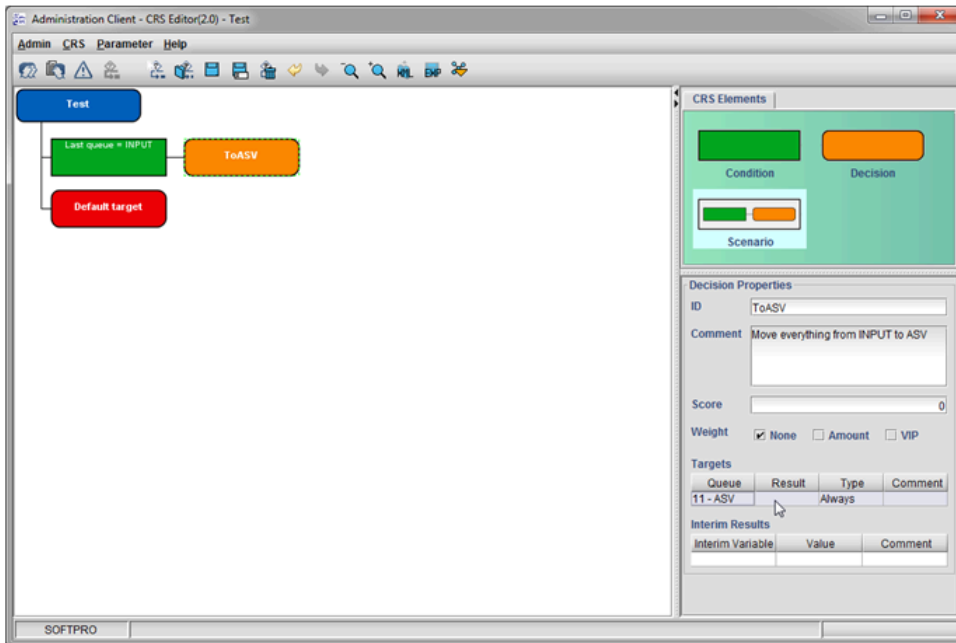 Administration Client - CRS Editor(2.0) - Test
Admin CRS Parameter Help
Test
Last queue = INPUT
ToASV
Default target
CRS Elements
Condition Decision
Scenario
Decision Properties
ID ToASV
Comment Move everything from INPUT to ASV
Score 0
Weight None Amount VIP
Targets
Queue Result Type Comment
11 - ASV Always
Interim Results
Interim Variable Value Comment
SOFTPRO